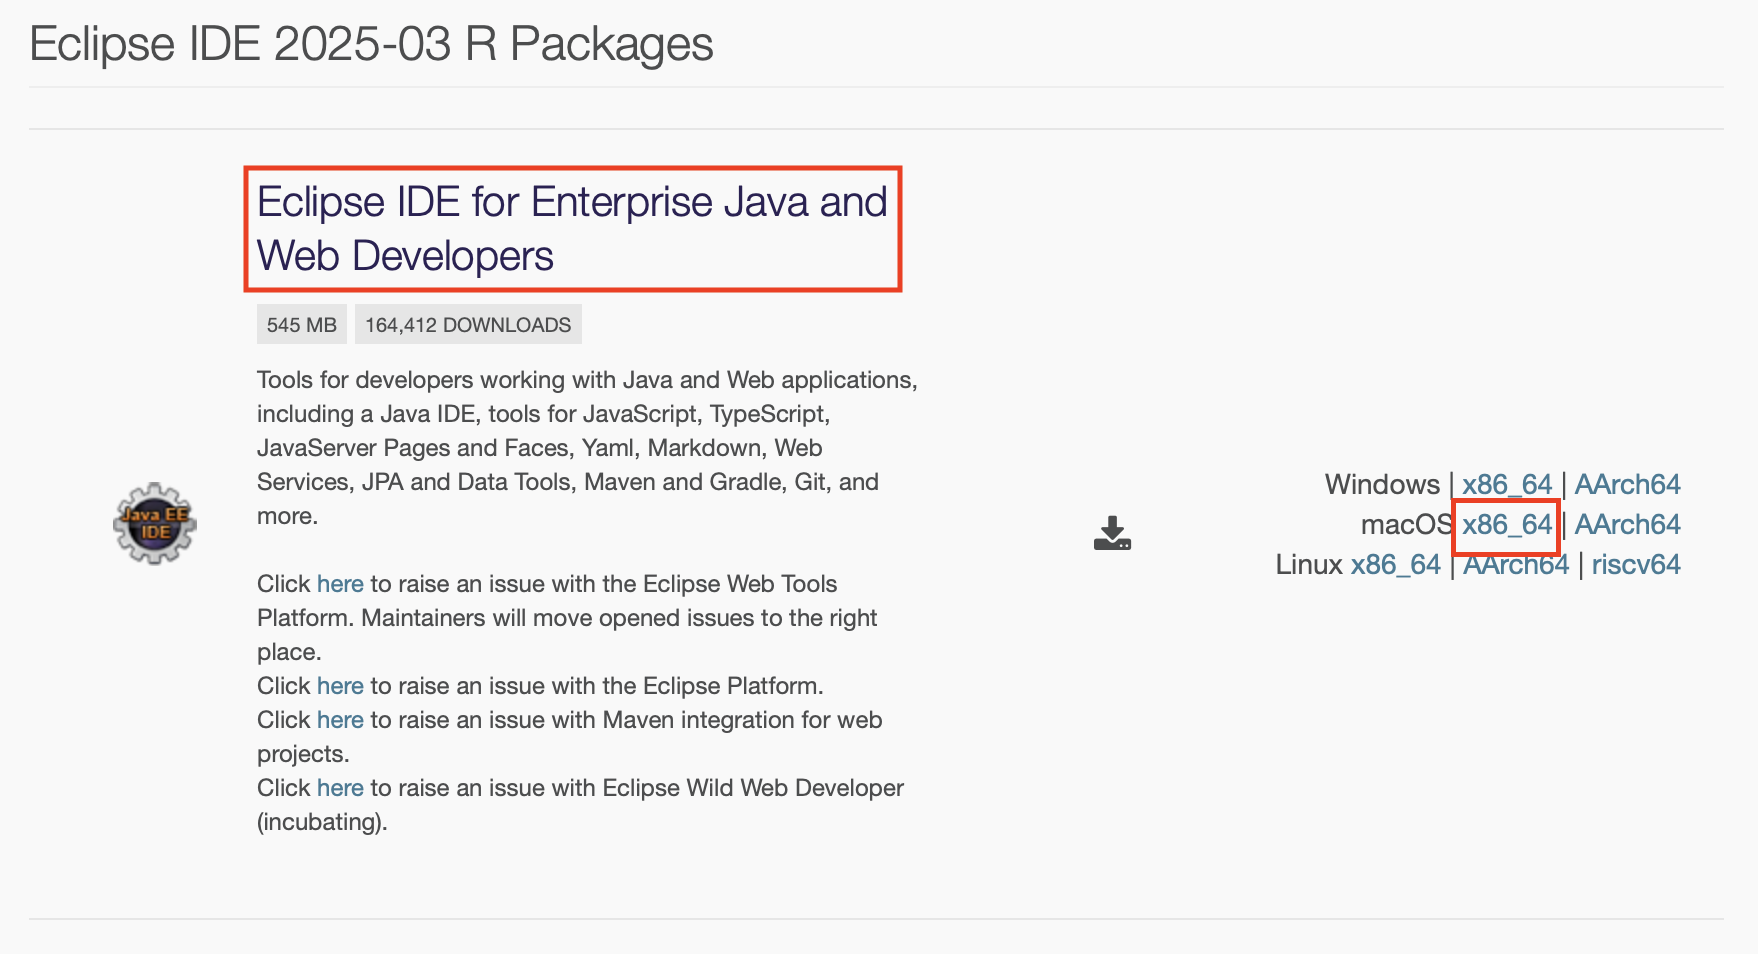 Eclipse IDE 2025-03 R Packages
Eclipse IDE for Enterprise Java and
Web Developers
545 MB 164,412 DOWNLOADS
Tools for developers working with Java and Web applications,
including a Java IDE, tools for JavaScript, TypeScript,
JavaServer Pages and Faces, Yaml, Markdown, Web
Services, JPA and Data Tools, Maven and Gradle, Git, and
more.
Click here to raise an issue with the Eclipse Web Tools
Platform. Maintainers will move opened issues to the right
place.
Click here to raise an issue with the Eclipse Platform.
Click here to raise an issue with Maven integration for web
projects.
Click here to raise an issue with Eclipse Wild Web Developer
(incubating).
Java EE
IDE
Windows | x86_64 | AArch64
macOS x86_64 | AArch64
Linux x86_64 | AArch64 | riscv64